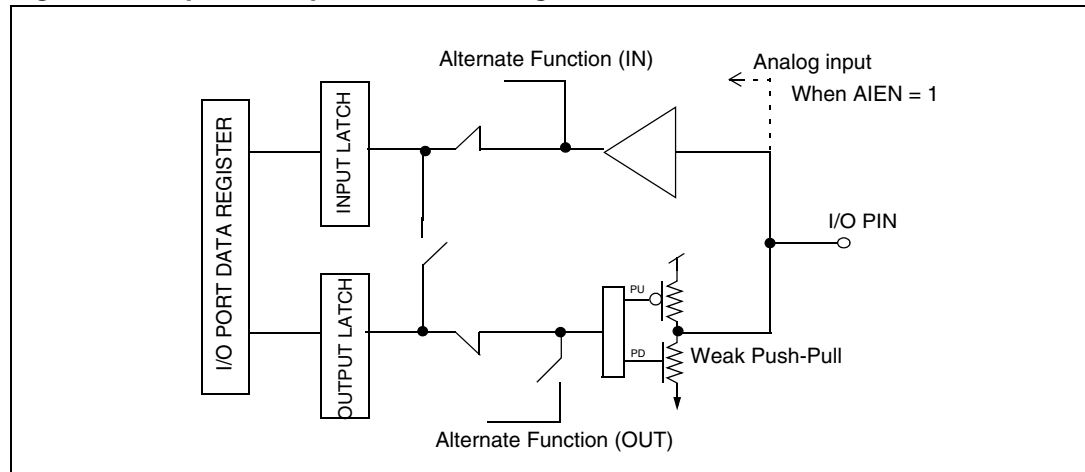 Alternate Function (IN)
Analog input
When AIEN = 1
I/O PORT DATA REGISTER
INPUT LATCH
I/O PIN
OUTPUT LATCH
PU
PD
Weak Push-Pull
Alternate Function (OUT)